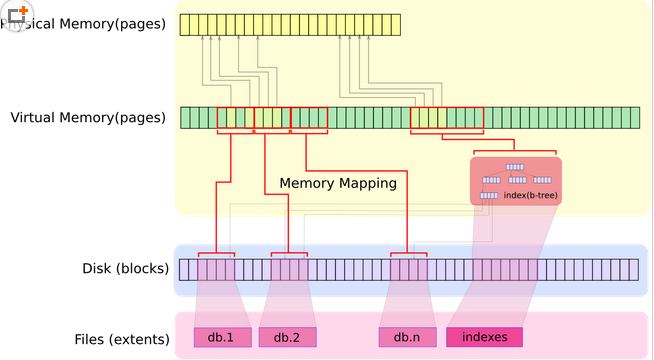 Physical Memory(pages)
Virtual Memory(pages)
Memory Mapping
index(b-tree)
Disk (blocks)
Files (extents)
db.1
db.2
db.n
indexes